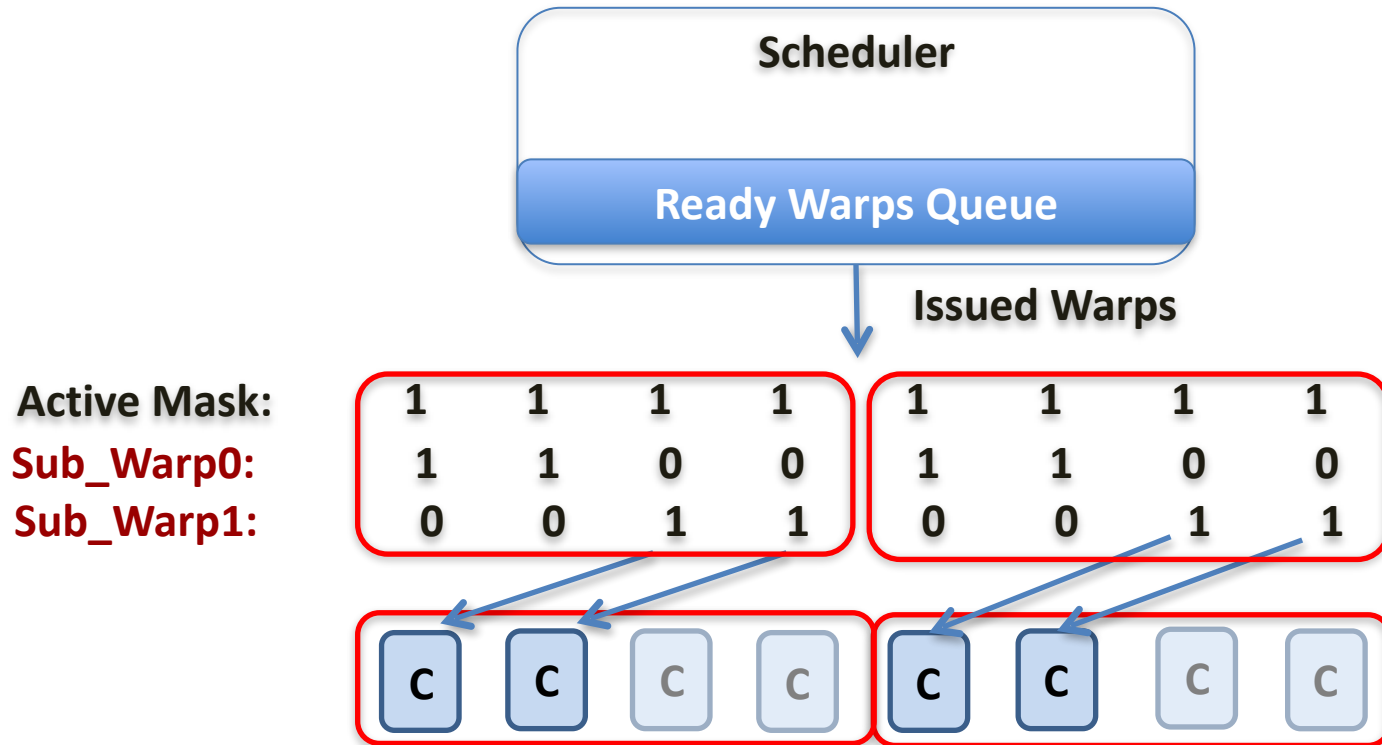 Scheduler
Ready Warps Queue
Issued Warps
Active Mask: 1 1 1 1 1 1 1 1
Sub_Warp0: 1 1 0 0 1 1 0 0
Sub_Warp1: 0 0 1 1 0 0 1 1
C C C C C C C C